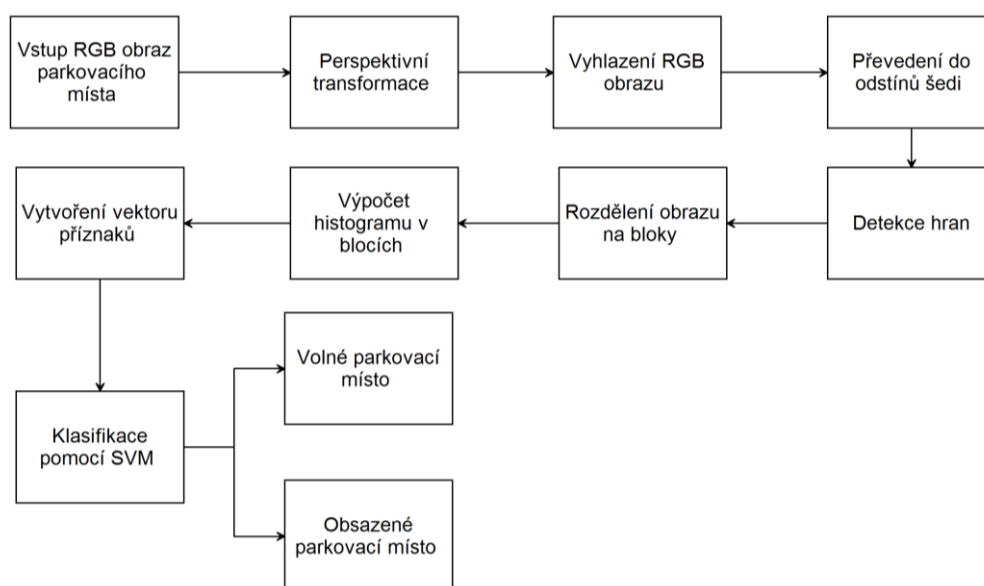 Vstup RGB obraz
parkovacího
místa
Perspektivní
transformace
Vyhlazení RGB
obrazu
Převedení do
odstínů šedi
Detekce hran
Rozdělení obrazu
na bloky
Výpočet
histogramu v
blocích
Vytvoření vektoru
příznaků
Klasifikace
pomocí SVM
Volné parkovací
místo
Obsazené
parkovací místo